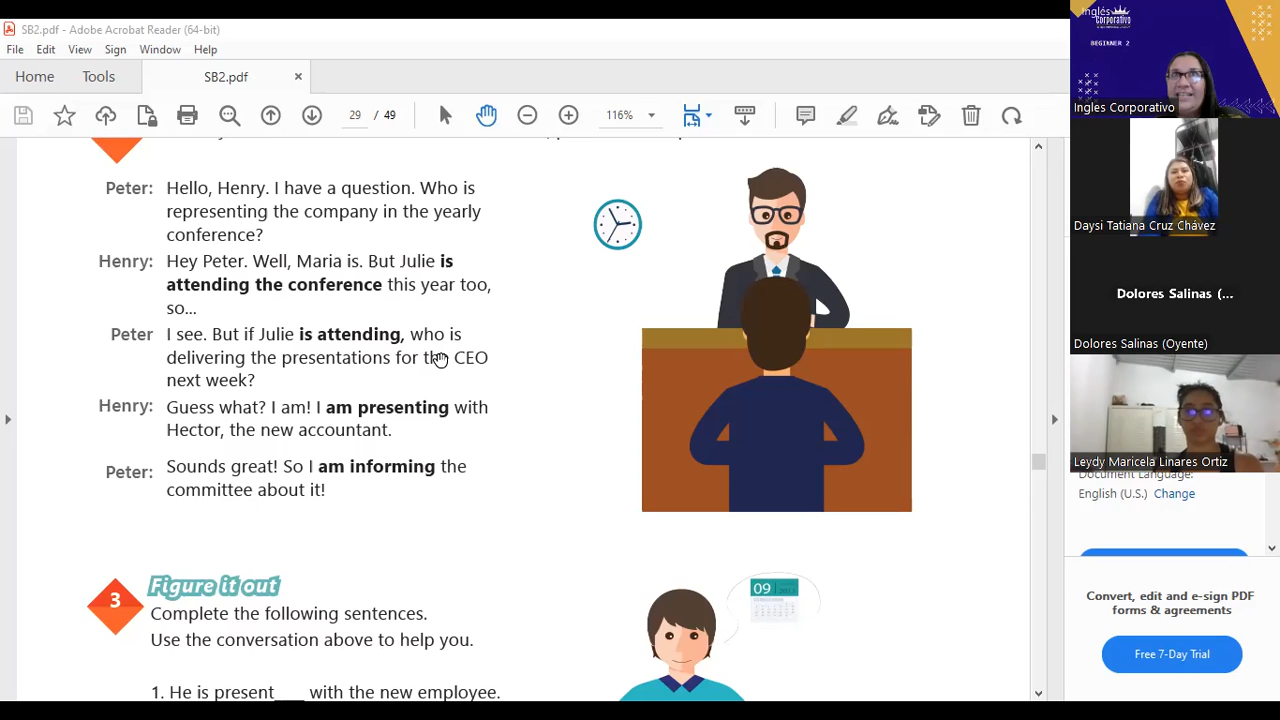 SB2.pdf - Adobe Acrobat Reader (64-bit)
File Edit View Sign Window Help
Home Tools SB2.pdf ×
29 / 49 116%
Peter: Hello, Henry. I have a question. Who is
representing the company in the yearly
conference?
Henry: Hey Peter. Well, Maria is. But Julie is
attending the conference this year too,
so...
Peter I see. But if Julie is attending, who is
delivering the presentations for the CEO
next week?
Henry: Guess what? I am! I am presenting with
Hector, the new accountant.
Peter: Sounds great! So I am informing the
committee about it!
3 Figure it out
Complete the following sentences.
Use the conversation above to help you.
1. He is present___ with the new employee.
09
Inglés
corporativo
BEGINNER 2
Ingles Corporativo
Daysi Tatiana Cruz Chávez
Dolores Salinas (...
Dolores Salinas (Oyente)
Leydy Maricela Linares Ortiz
Document Language:
English (U.S.) Change
Convert, edit and e-sign PDF
forms & agreements
Free 7-Day Trial